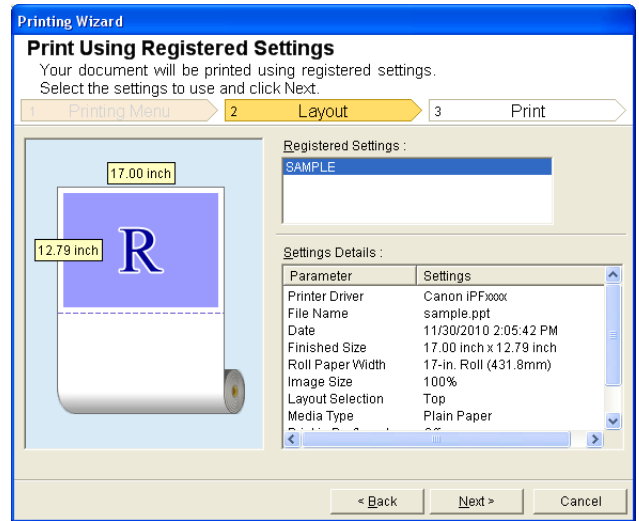 Printing Wizard
Print Using Registered Settings
Your document will be printed using registered settings.
Select the settings to use and click Next.
1 Printing Menu 2 Layout 3 Print
17.00 inch
12.79 inch
R
Registered Settings :
SAMPLE
Settings Details :
Parameter Settings
Printer Driver Canon iPFxxxx
File Name sample.ppt
Date 11/30/2010 2:05:42 PM
Finished Size 17.00 inch x 12.79 inch
Roll Paper Width 17-in. Roll (431.8mm)
Image Size 100%
Layout Selection Top
Media Type Plain Paper
< Back Next > Cancel